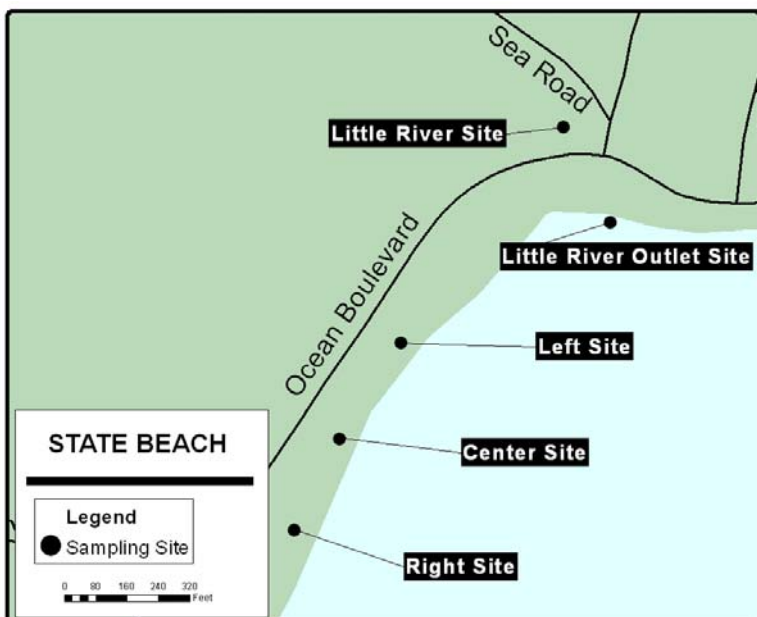 Sea Road
Little River Site
Little River Outlet Site
Ocean Boulevard
Left Site
Center Site
Right Site
STATE BEACH
Legend
Sampling Site
0 80 160 240 320
Feet